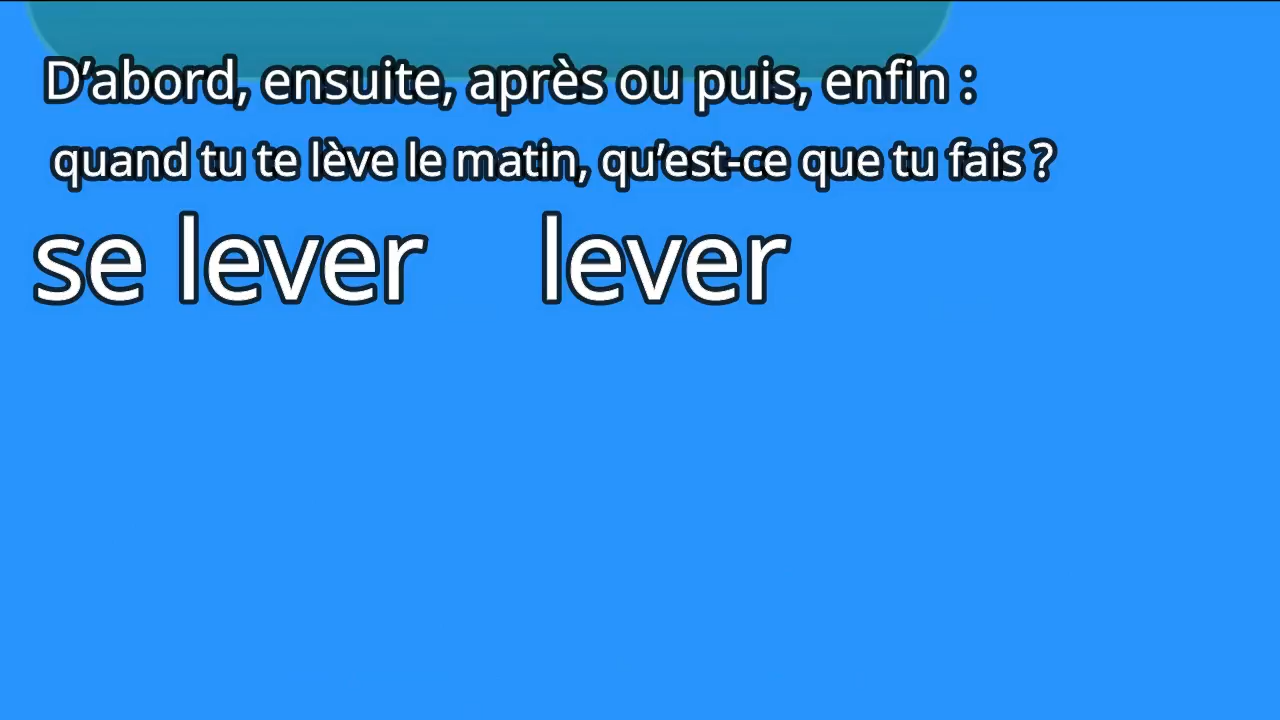 D’abord, ensuite, après ou puis, enfin :
quand tu te lève le matin, qu’est-ce que tu fais ?
se lever lever